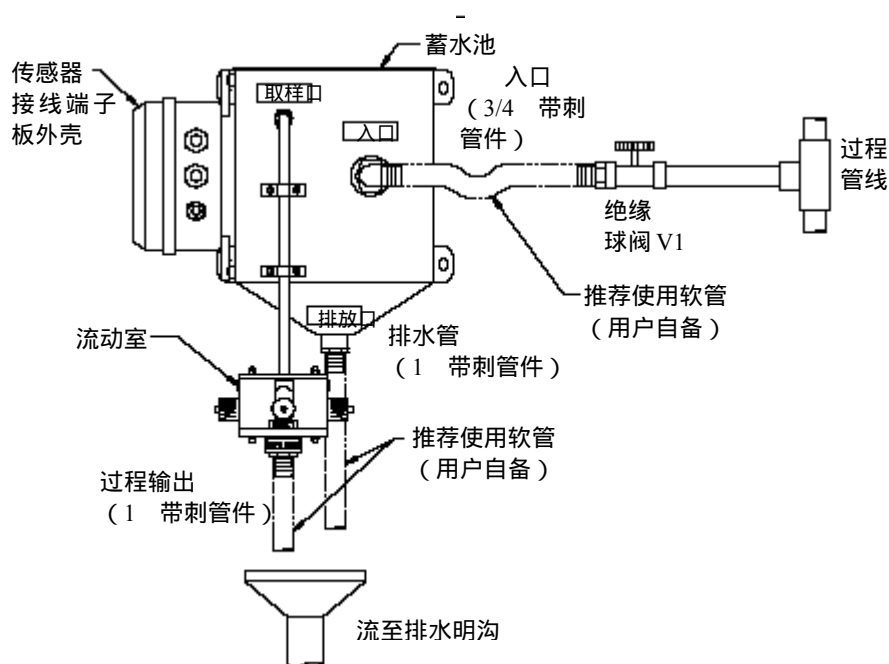 蓄水池
传感器
接线端子
板外壳
取样口
入口
（3/4 带刺
管件）
入口
过程
管线
绝缘
球阀 V1
推荐使用软管
（用户自备）
排放口
排水管
（1 带刺管件）
流动室
推荐使用软管
（用户自备）
过程输出
（1 带刺管件）
流至排水明沟